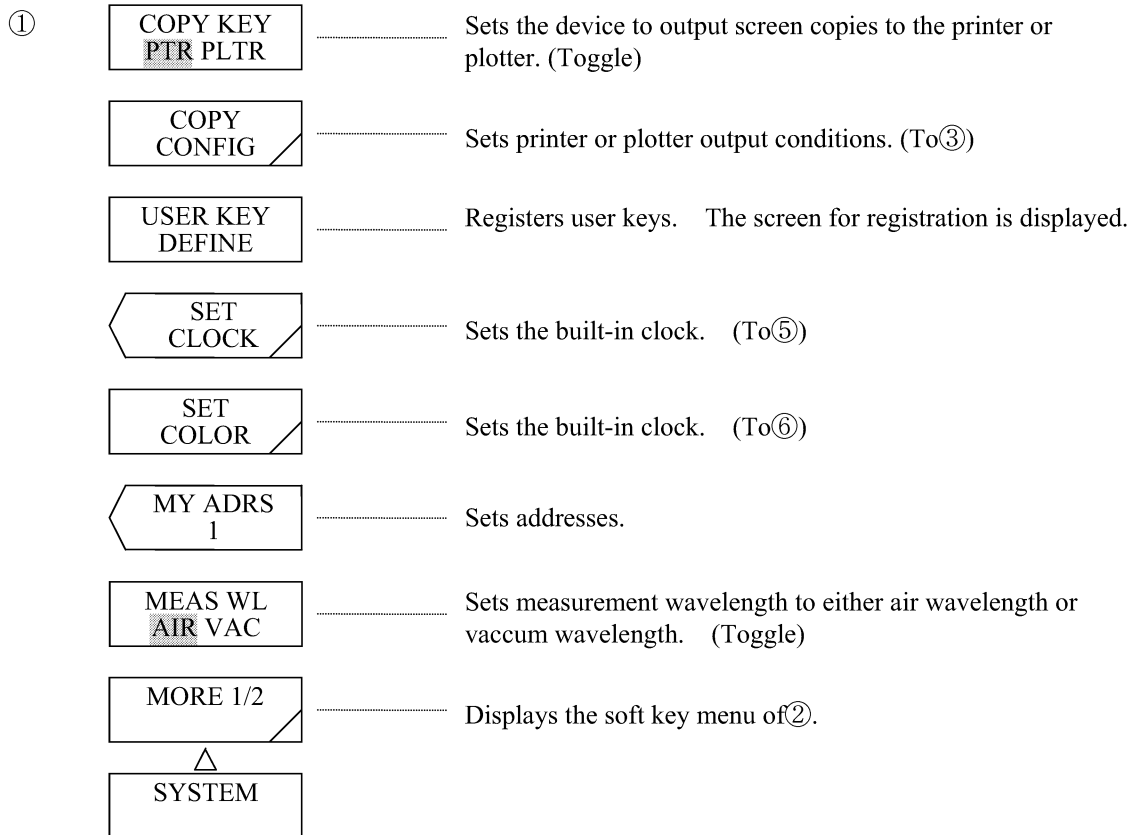 ①
COPY KEY
PTR PLTR
Sets the device to output screen copies to the printer or
plotter. (Toggle)
COPY
CONFIG
Sets printer or plotter output conditions. (To③)
USER KEY
DEFINE
Registers user keys. The screen for registration is displayed.
SET
CLOCK
Sets the built-in clock. (To⑤)
SET
COLOR
Sets the built-in clock. (To⑥)
MY ADRS
1
Sets addresses.
MEAS WL
AIR VAC
Sets measurement wavelength to either air wavelength or
vaccum wavelength. (Toggle)
MORE 1/2
Displays the soft key menu of②.
SYSTEM